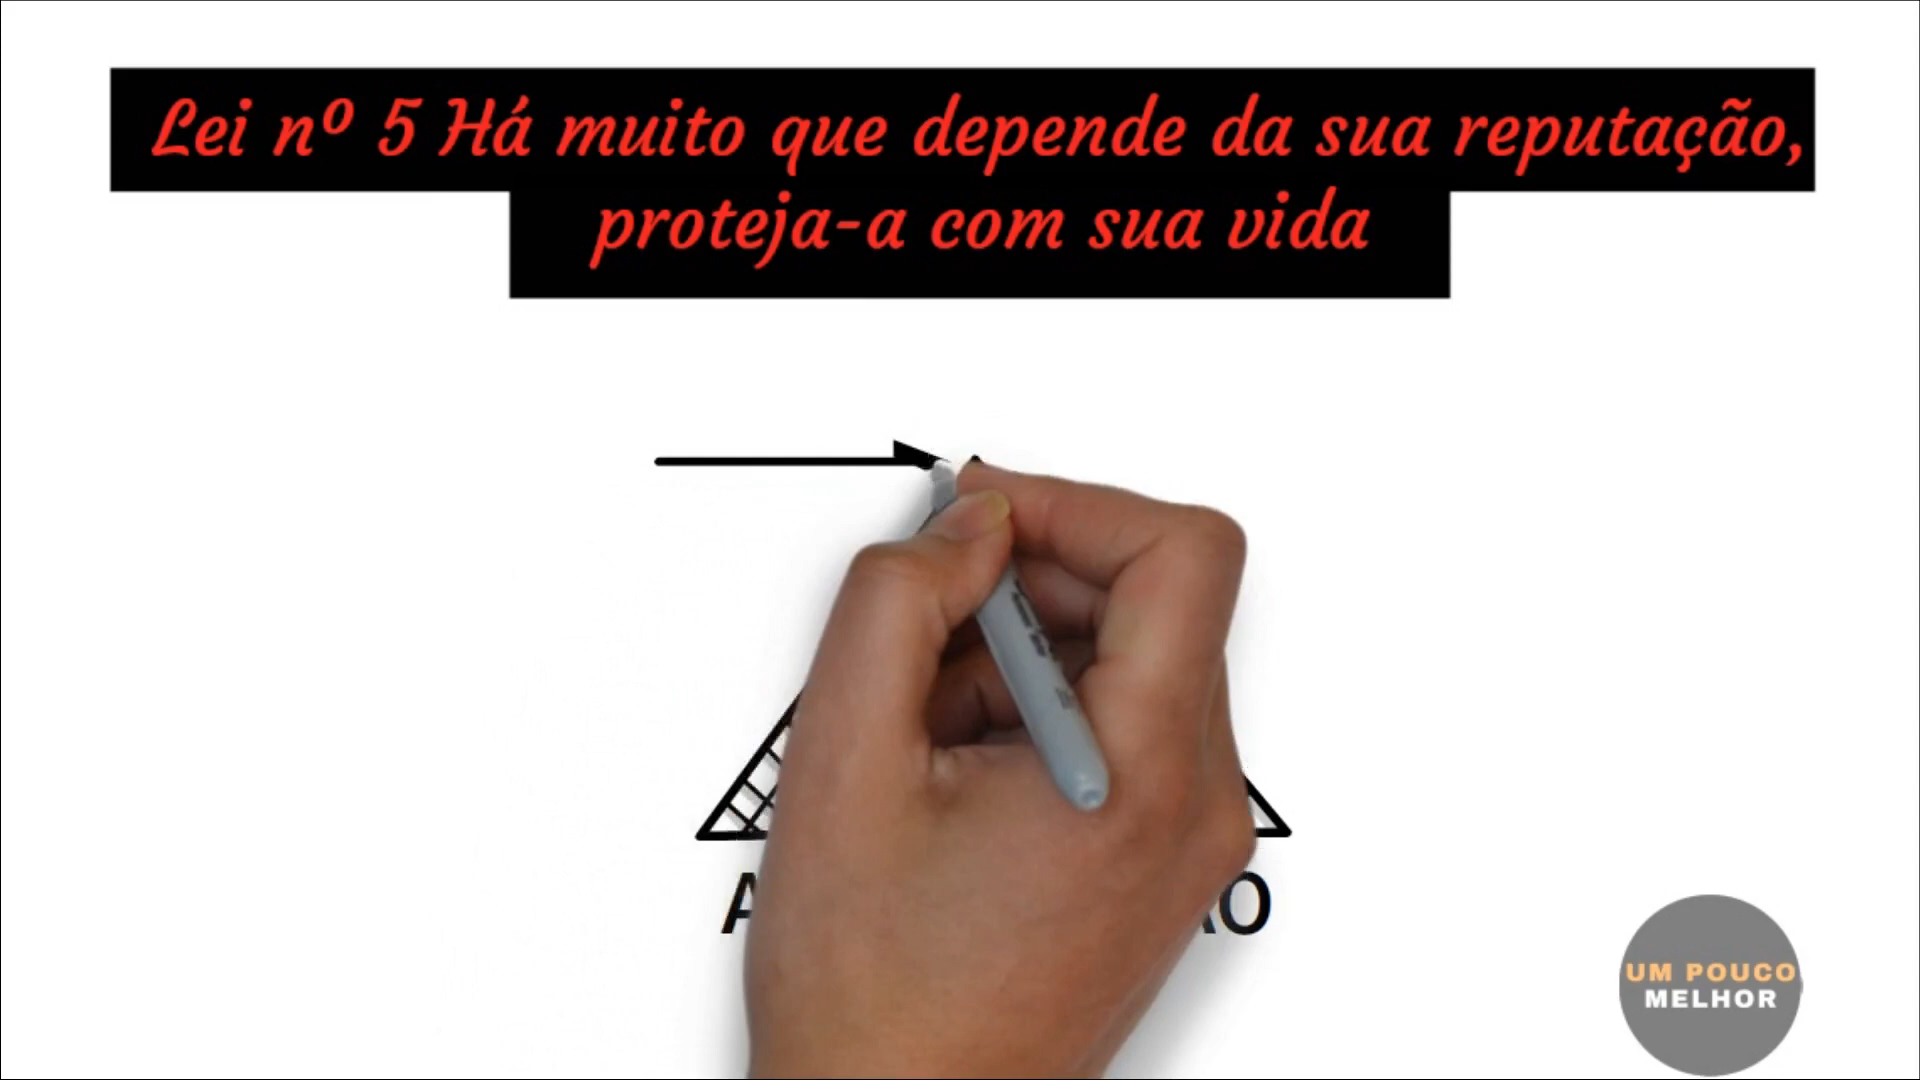 Lei nº 5 Há muito que depende da sua reputação,
proteja-a com sua vida
UM POUCO
MELHOR